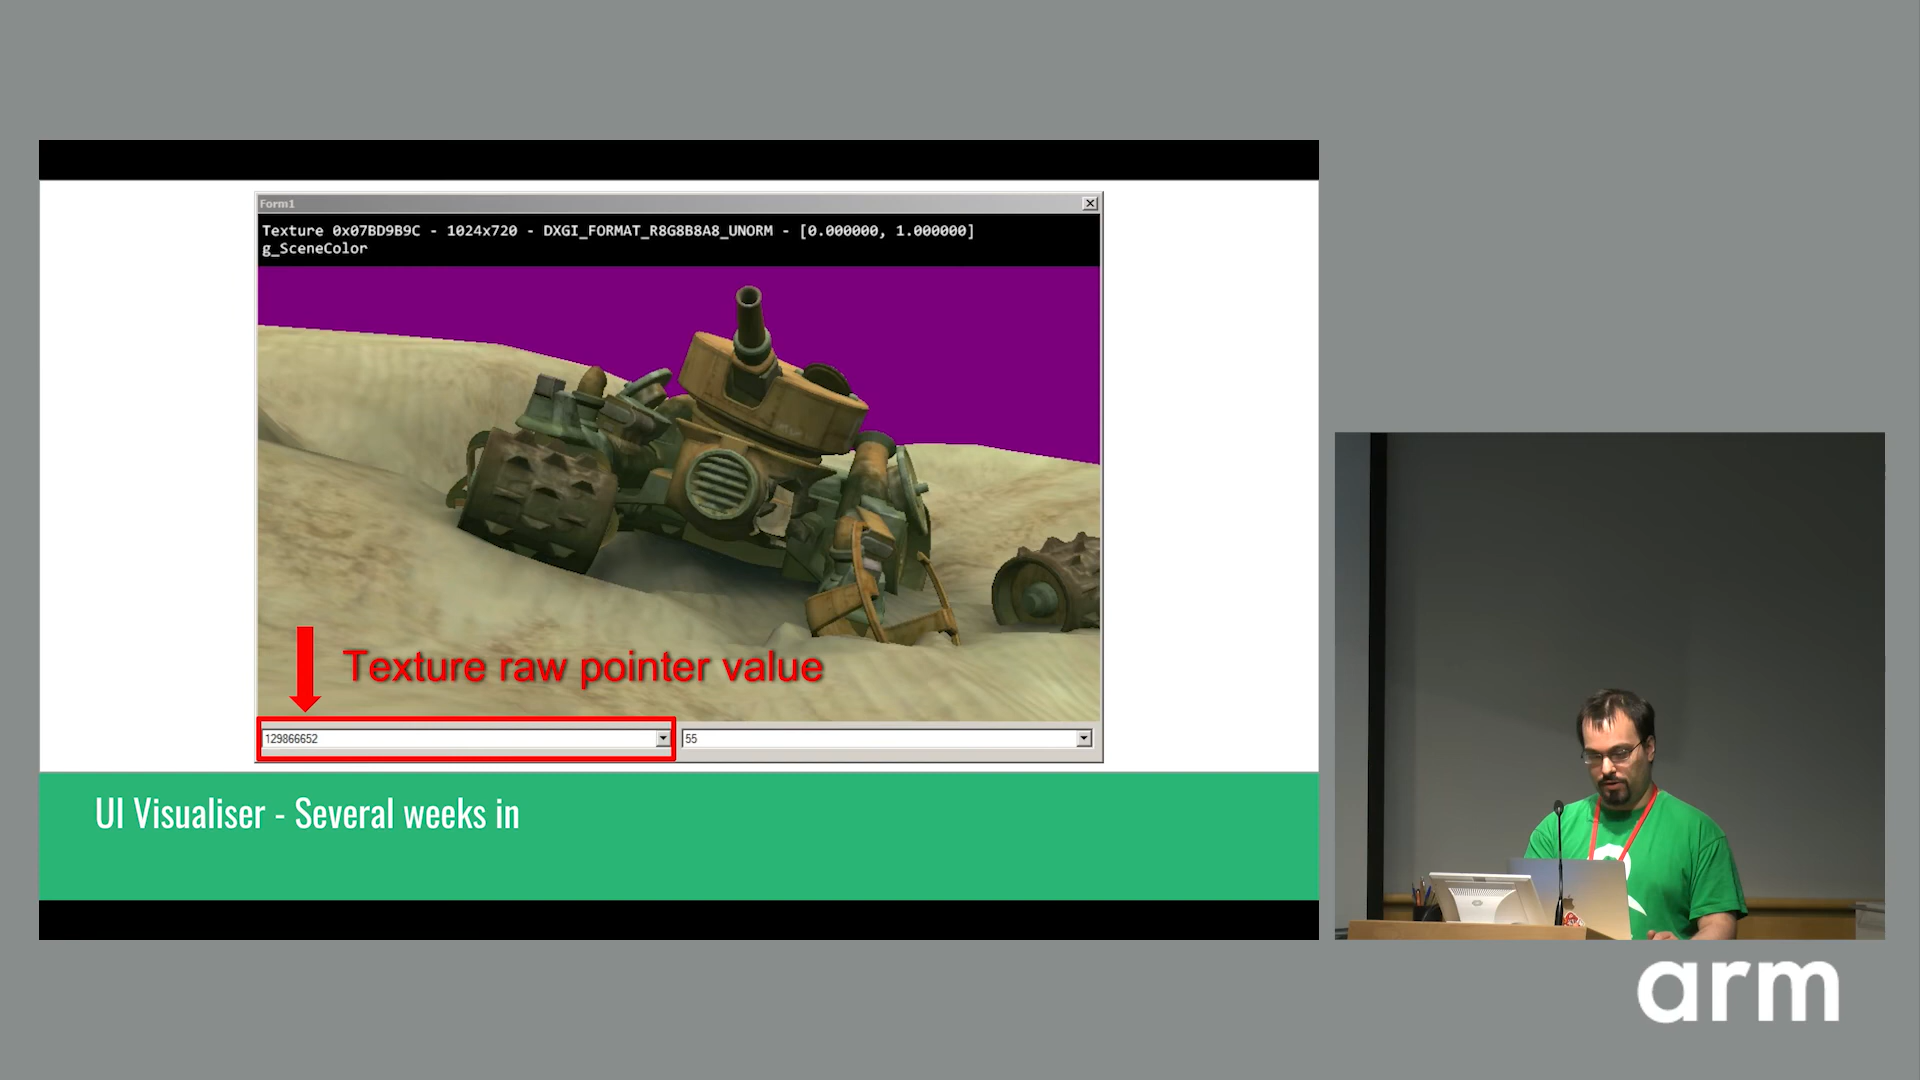 Form1
Texture 0x07BD9B9C - 1024x720 - DXGI_FORMAT_R8G8B8A8_UNORM - [0.000000, 1.000000]
g_SceneColor
Texture raw pointer value
129866652
55
UI Visualiser - Several weeks in
arm